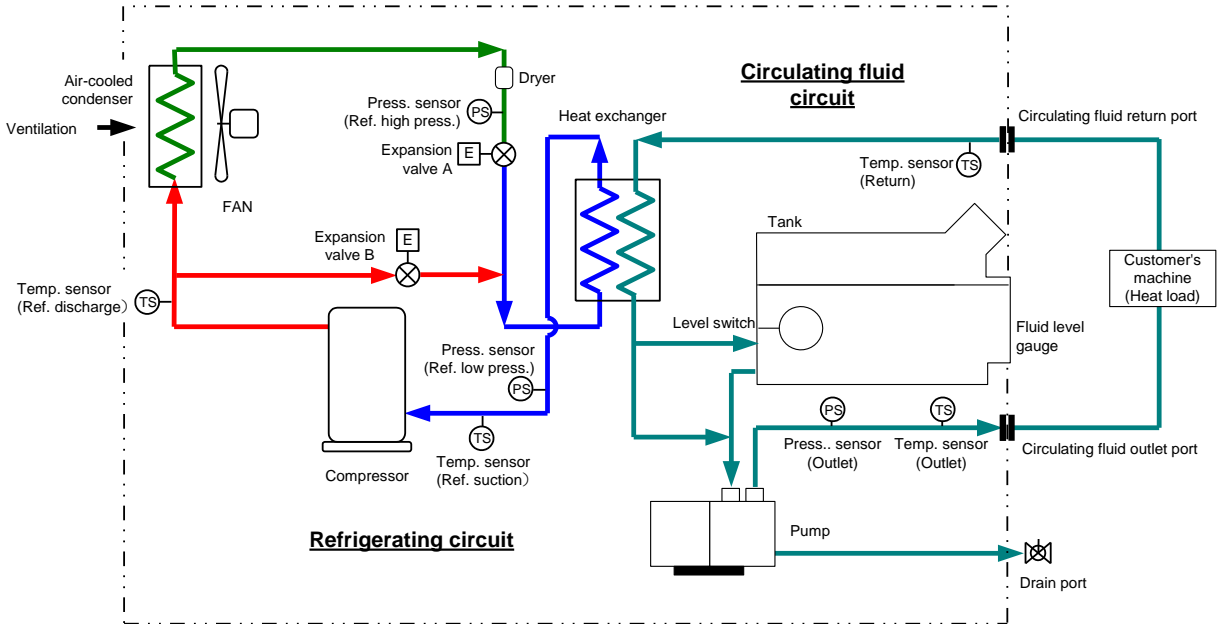 Air-cooled
condenser
Ventilation
FAN
Dryer
Press. sensor
(Ref. high press.)
PS
Expansion
valve A
E
Expansion
valve B
E
Temp. sensor
(Ref. discharge）
TS
Compressor
Press. sensor
(Ref. low press.)
PS
TS
Temp. sensor
(Ref. suction）
Refrigerating circuit
Heat exchanger
Circulating fluid
circuit
Temp. sensor
(Return)
TS
Circulating fluid return port
Tank
Level switch
Fluid level
gauge
Customer's
machine
(Heat load)
PS
Press.. sensor
(Outlet)
TS
Temp. sensor
(Outlet)
Circulating fluid outlet port
Pump
Drain port